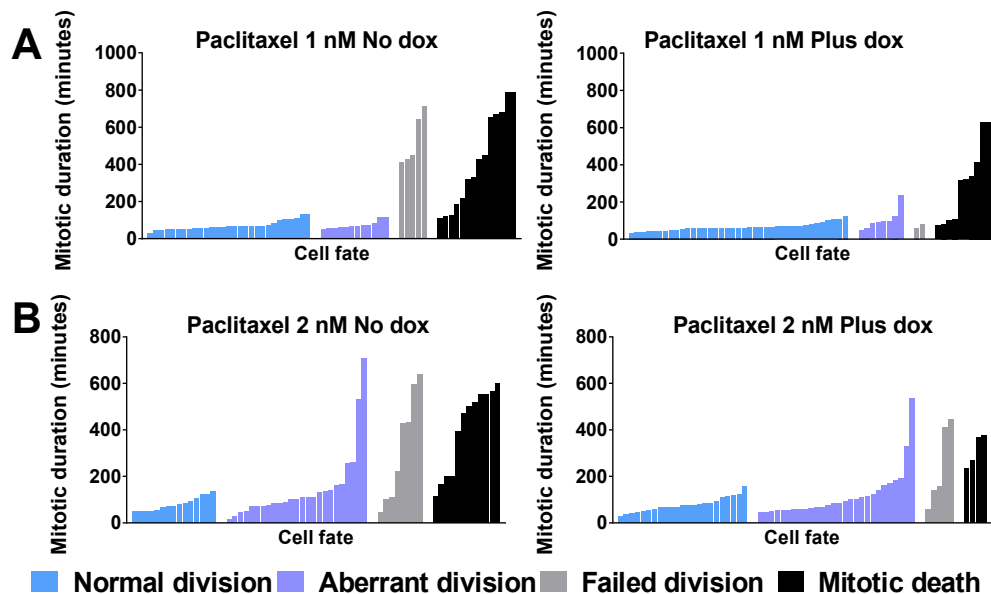 A
Paclitaxel 1 nM No dox
Mitotic duration (minutes)
1000
800
600
400
200
0
Cell fate
Paclitaxel 1 nM Plus dox
Mitotic duration (minutes)
1000
800
600
400
200
0
Cell fate
B
Paclitaxel 2 nM No dox
Mitotic duration (minutes)
800
600
400
200
0
Cell fate
Paclitaxel 2 nM Plus dox
Mitotic duration (minutes)
800
600
400
200
0
Cell fate
Normal division Aberrant division Failed division Mitotic death